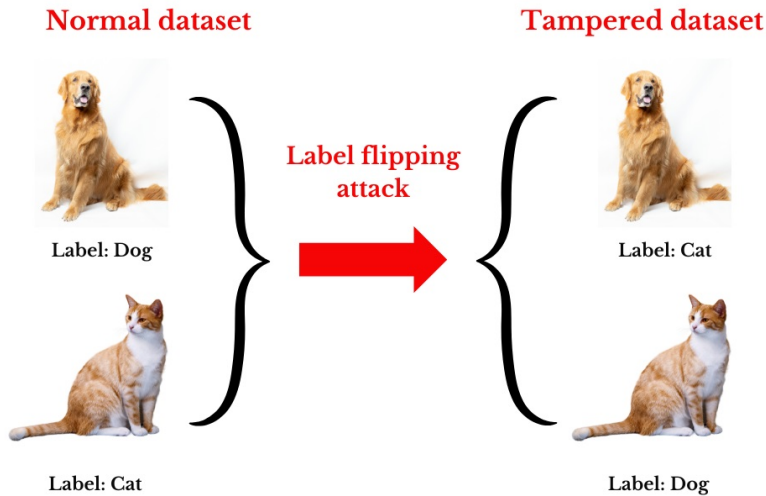 Normal dataset
Tampered dataset
Label flipping
attack
Label: Dog
Label: Cat
Label: Cat
Label: Dog